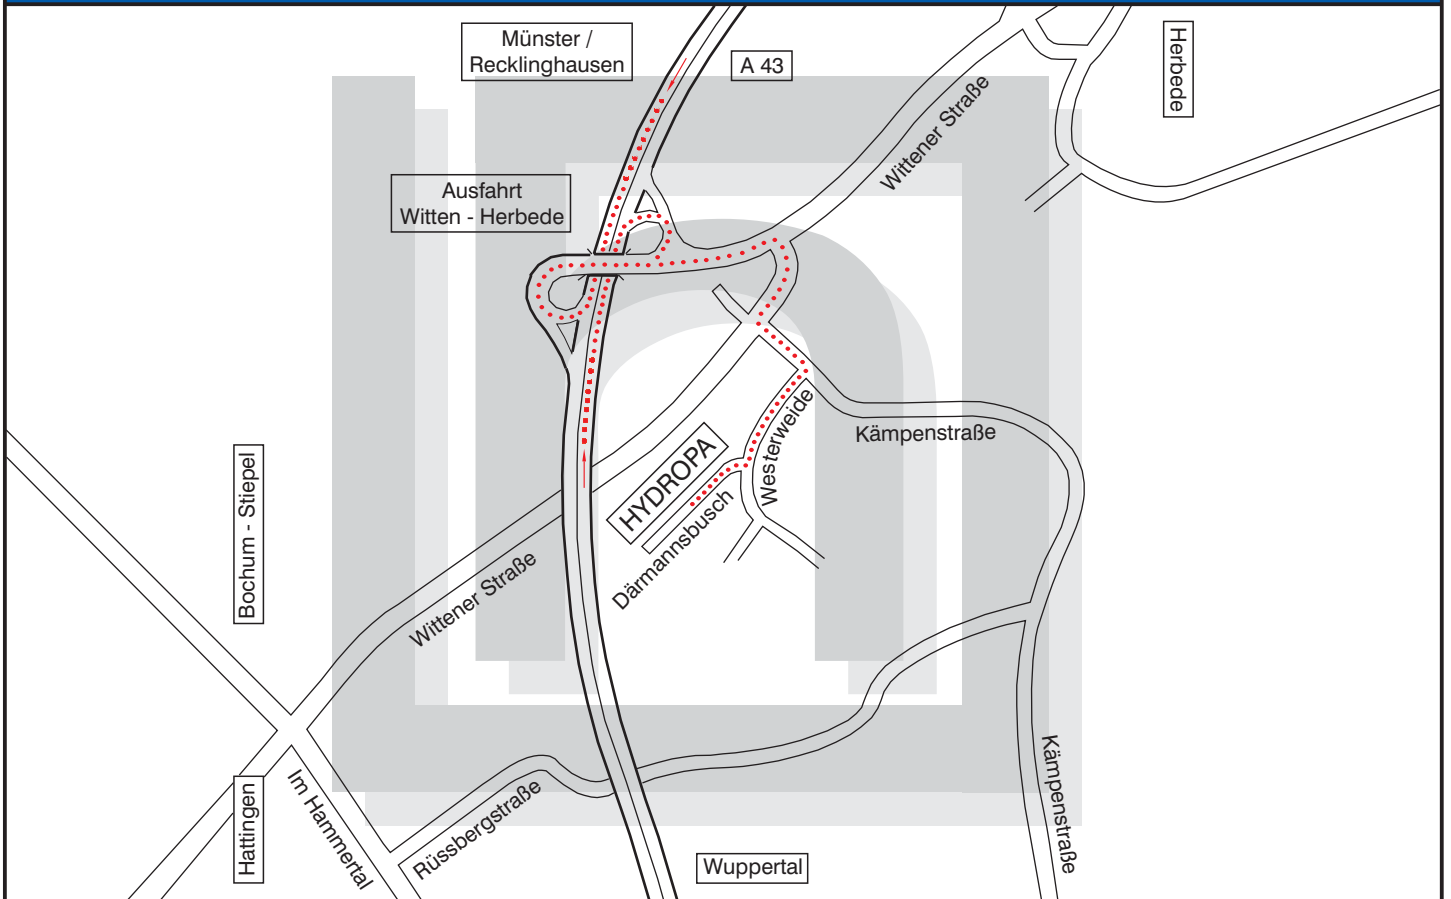 Münster /
Recklinghausen
A 43
Herbede
Wittener Straße
Ausfahrt
Witten - Herbede
Westerweide
Kämpenstraße
HYDROPA
Därmannsbusch
Bochum - Stiepel
Wittener Straße
Hattingen
Im Hammertal
Rüssbergstraße
Kämpenstraße
Wuppertal